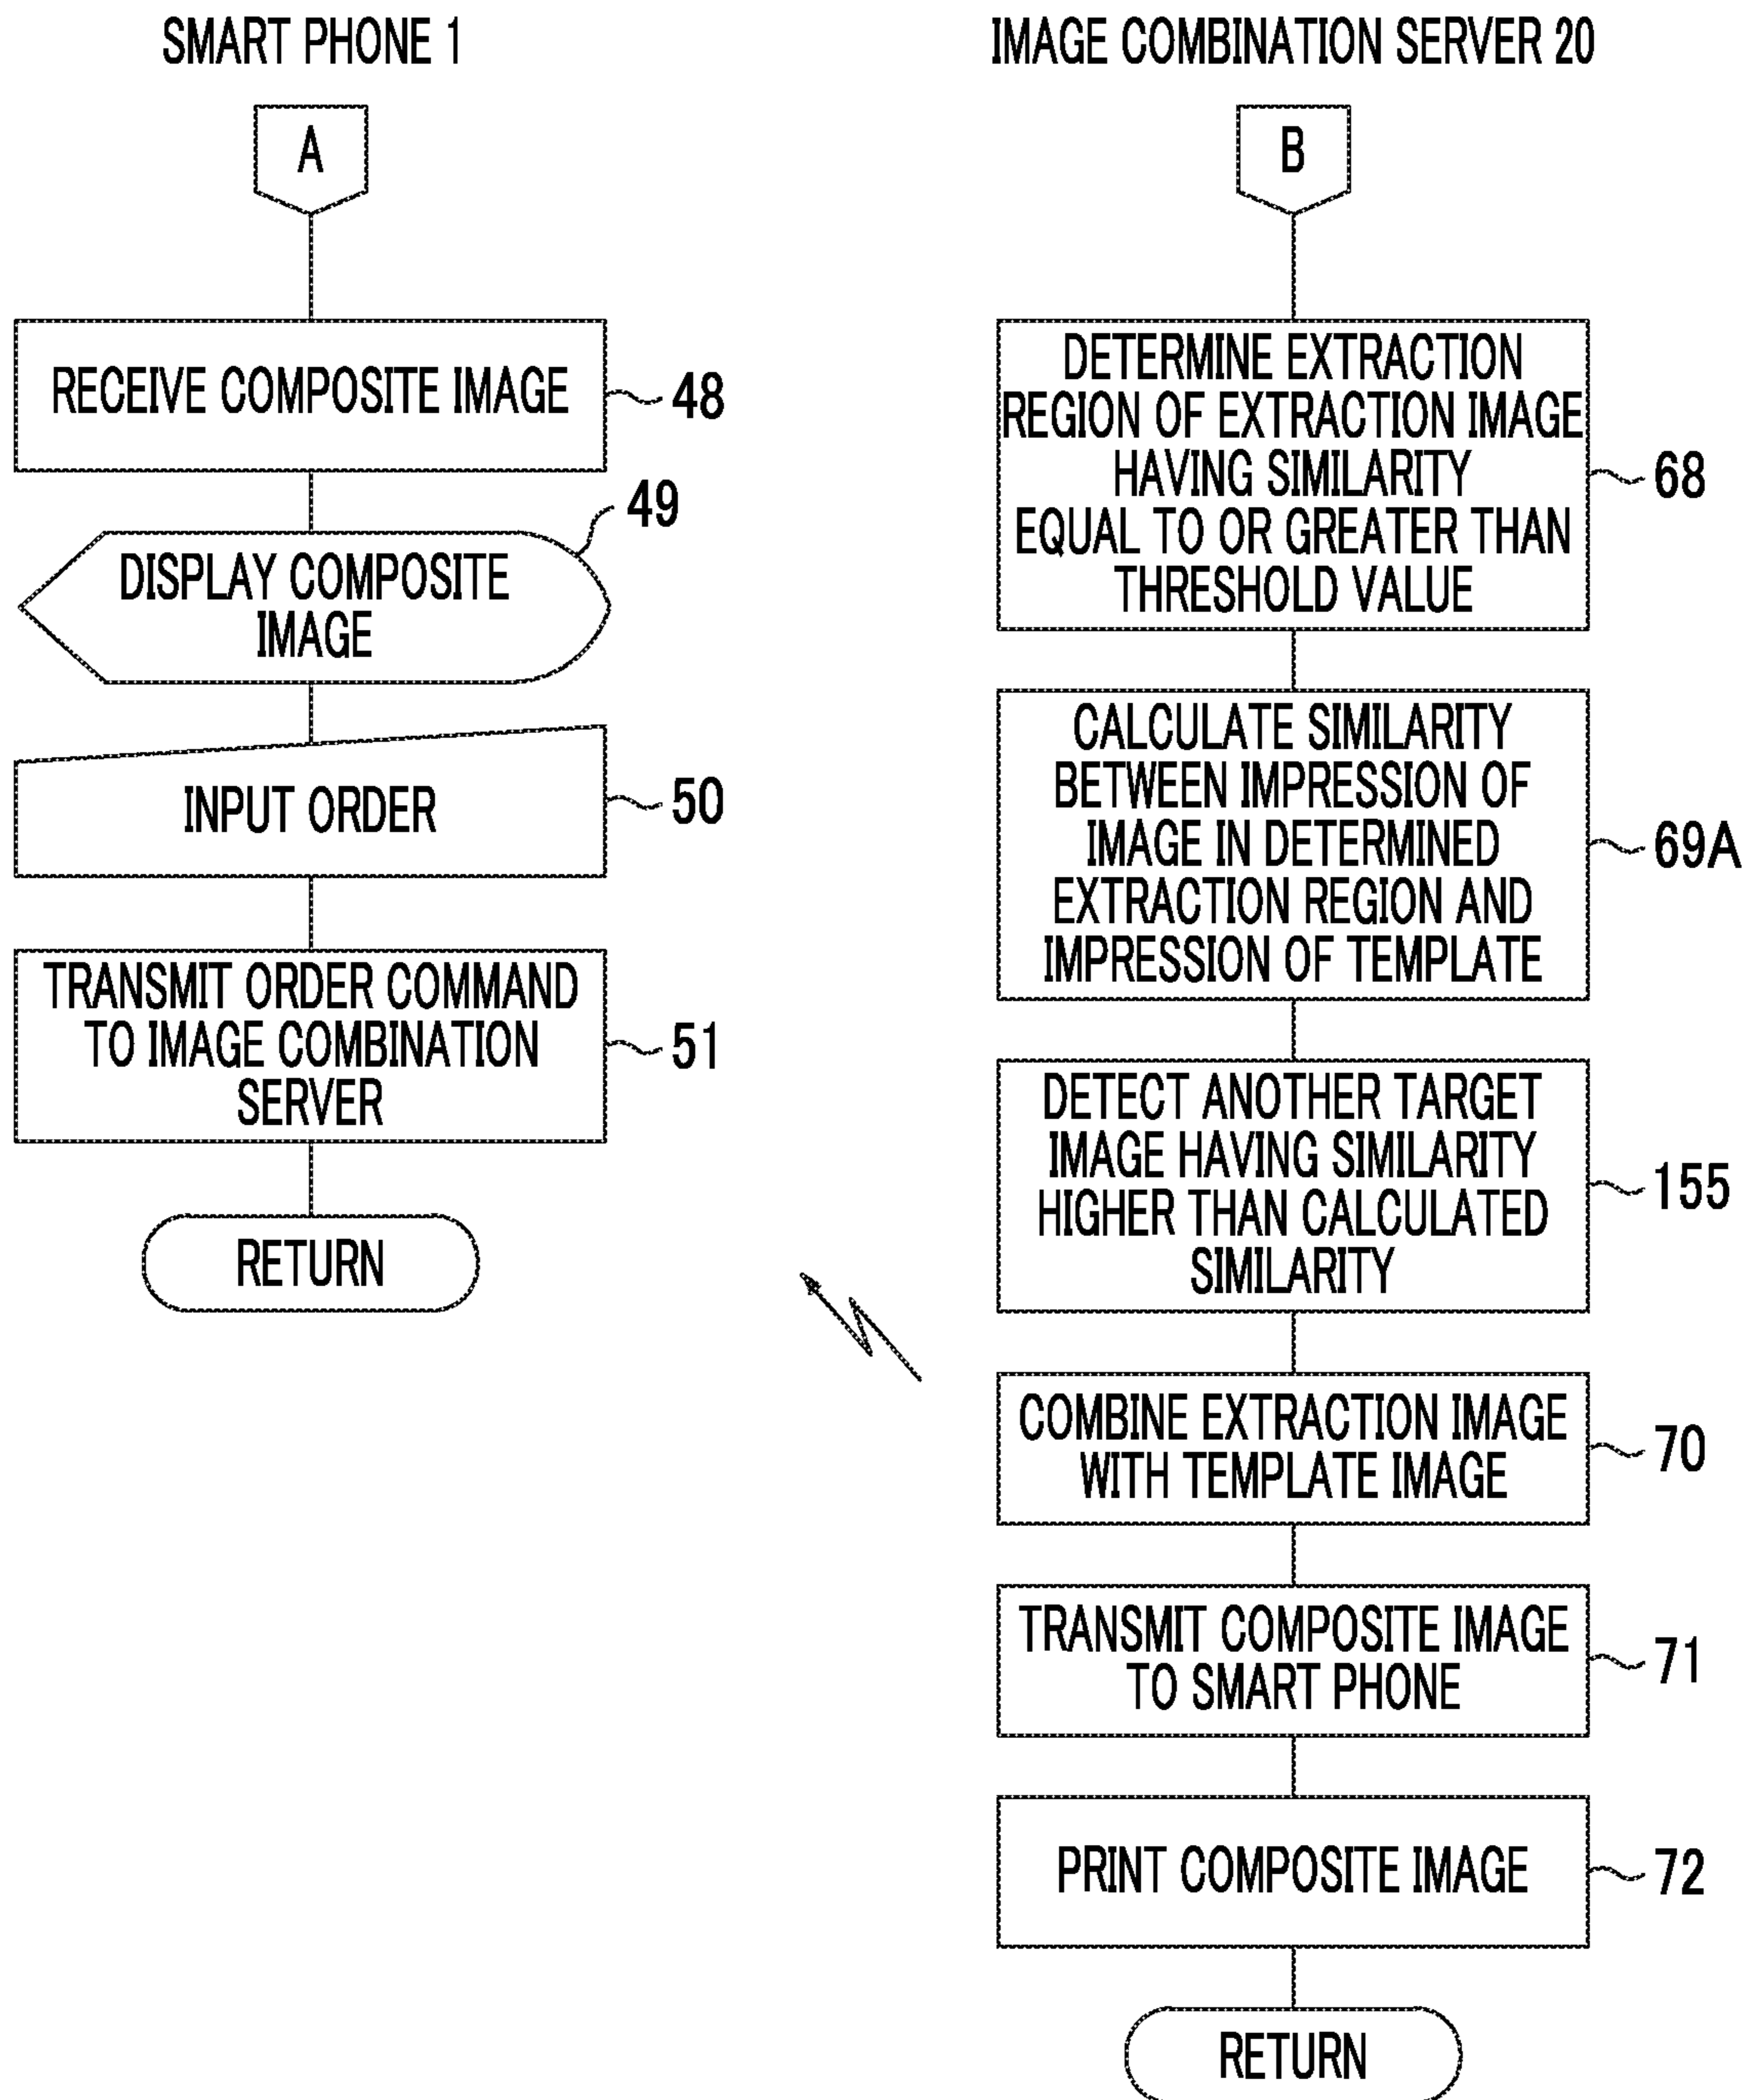 SMART PHONE 1
A
RECEIVE COMPOSITE IMAGE
48
DISPLAY COMPOSITE
IMAGE
49
INPUT ORDER
50
TRANSMIT ORDER COMMAND
TO IMAGE COMBINATION
SERVER
51
RETURN
IMAGE COMBINATION SERVER 20
B
DETERMINE EXTRACTION
REGION OF EXTRACTION IMAGE
HAVING SIMILARITY
EQUAL TO OR GREATER THAN
THRESHOLD VALUE
68
CALCULATE SIMILARITY
BETWEEN IMPRESSION OF
IMAGE IN DETERMINED
EXTRACTION REGION AND
IMPRESSION OF TEMPLATE
69A
DETECT ANOTHER TARGET
IMAGE HAVING SIMILARITY
HIGHER THAN CALCULATED
SIMILARITY
155
COMBINE EXTRACTION IMAGE
WITH TEMPLATE IMAGE
70
TRANSMIT COMPOSITE IMAGE
TO SMART PHONE
71
PRINT COMPOSITE IMAGE
72
RETURN